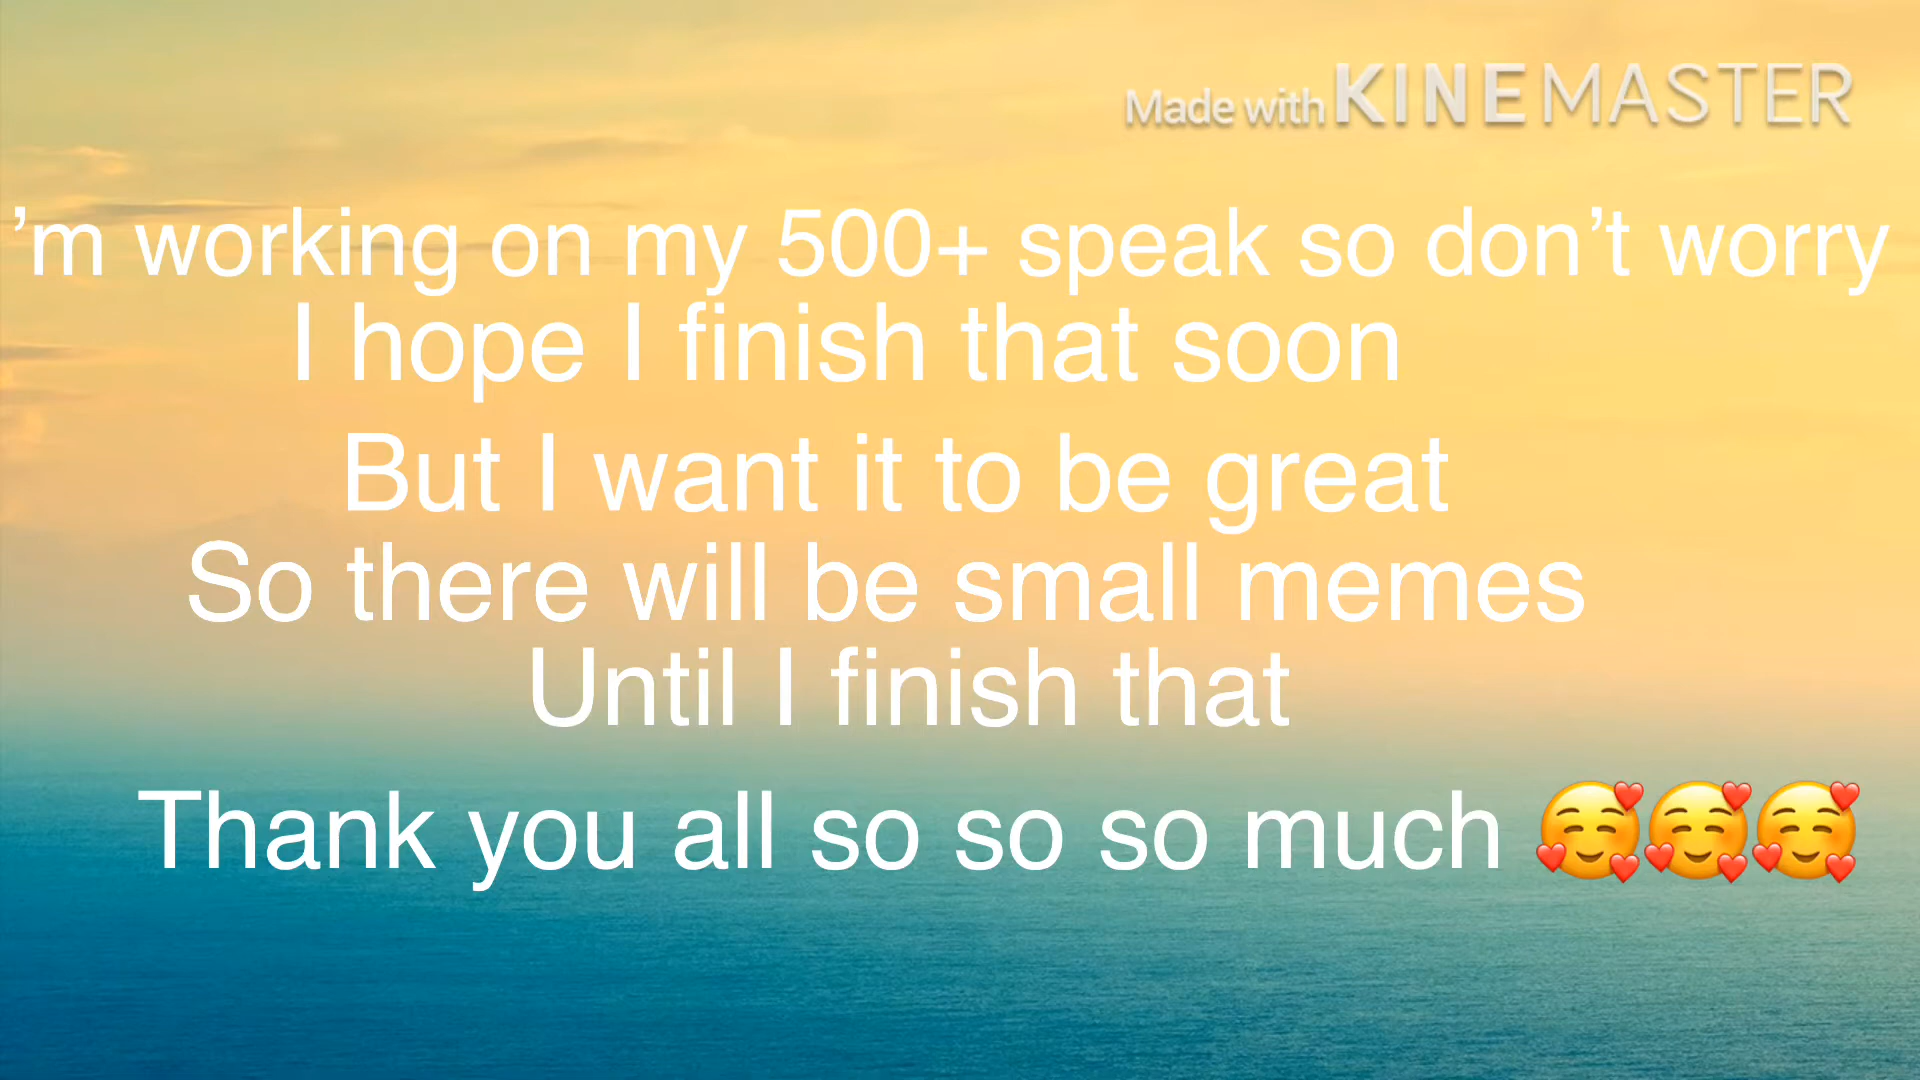 Made with KINEMASTER
’m working on my 500+ speak so don’t worry
I hope I finish that soon
But I want it to be great
So there will be small memes
Until I finish that
Thank you all so so so much 🥰🥰🥰